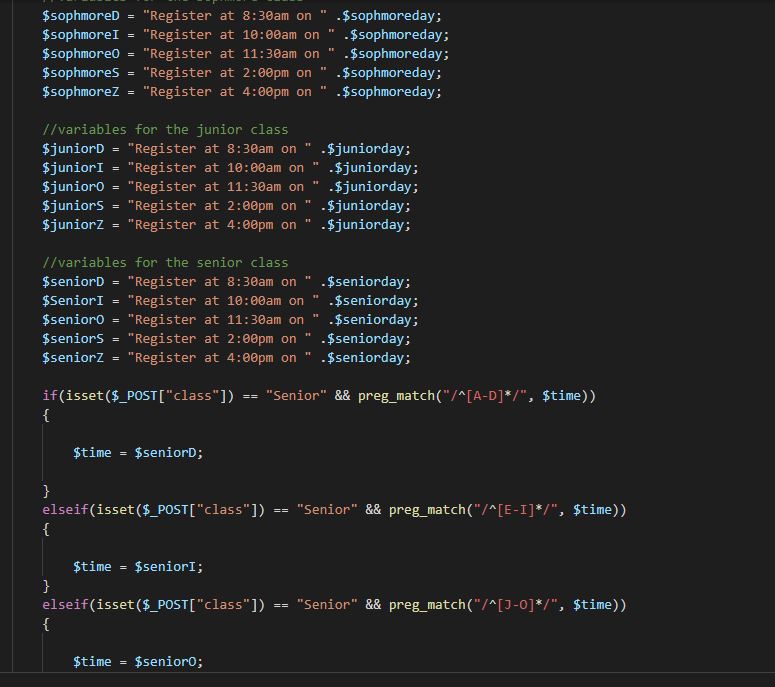 $sophmoreD = "Register at 8:30am on " .$sophmoreday;
$sophmoreI = "Register at 10:00am on " .$sophmoreday;
$sophmoreO = "Register at 11:30am on " .$sophmoreday;
$sophmoreS = "Register at 2:00pm on " .$sophmoreday;
$sophmoreZ = "Register at 4:00pm on " .$sophmoreday;
//variables for the junior class
$juniorD = "Register at 8:30am on " .$juniorday;
$juniorI = "Register at 10:00am on " .$juniorday;
$juniorO = "Register at 11:30am on " .$juniorday;
$juniorS = "Register at 2:00pm on " .$juniorday;
$juniorZ = "Register at 4:00pm on " .$juniorday;
//variables for the senior class
$seniorD = "Register at 8:30am on " .$seniorday;
$SeniorI = "Register at 10:00am on " .$seniorday;
$seniorO = "Register at 11:30am on " .$seniorday;
$seniorS = "Register at 2:00pm on " .$seniorday;
$seniorZ = "Register at 4:00pm on " .$seniorday;
if(isset($_POST["class"]) == "Senior" && preg_match("/^[A-D]*/", $time))
{
$time = $seniorD;
}
elseif(isset($_POST["class"]) == "Senior" && preg_match("/^[E-I]*/", $time))
{
$time = $seniorI;
}
elseif(isset($_POST["class"]) == "Senior" && preg_match("/^[J-O]*/", $time))
{
$time = $seniorO;